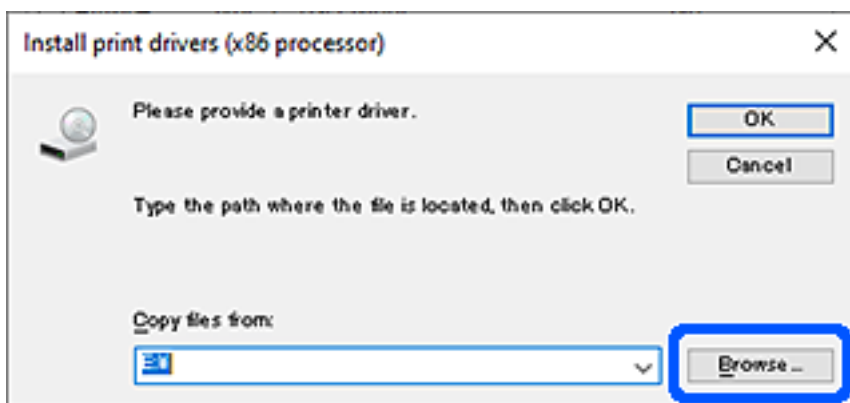 Install print drivers (x86 processor)
Please provide a printer driver.
OK
Cancel
Type the path where the file is located, then click OK.
Copy files from:
Browse...